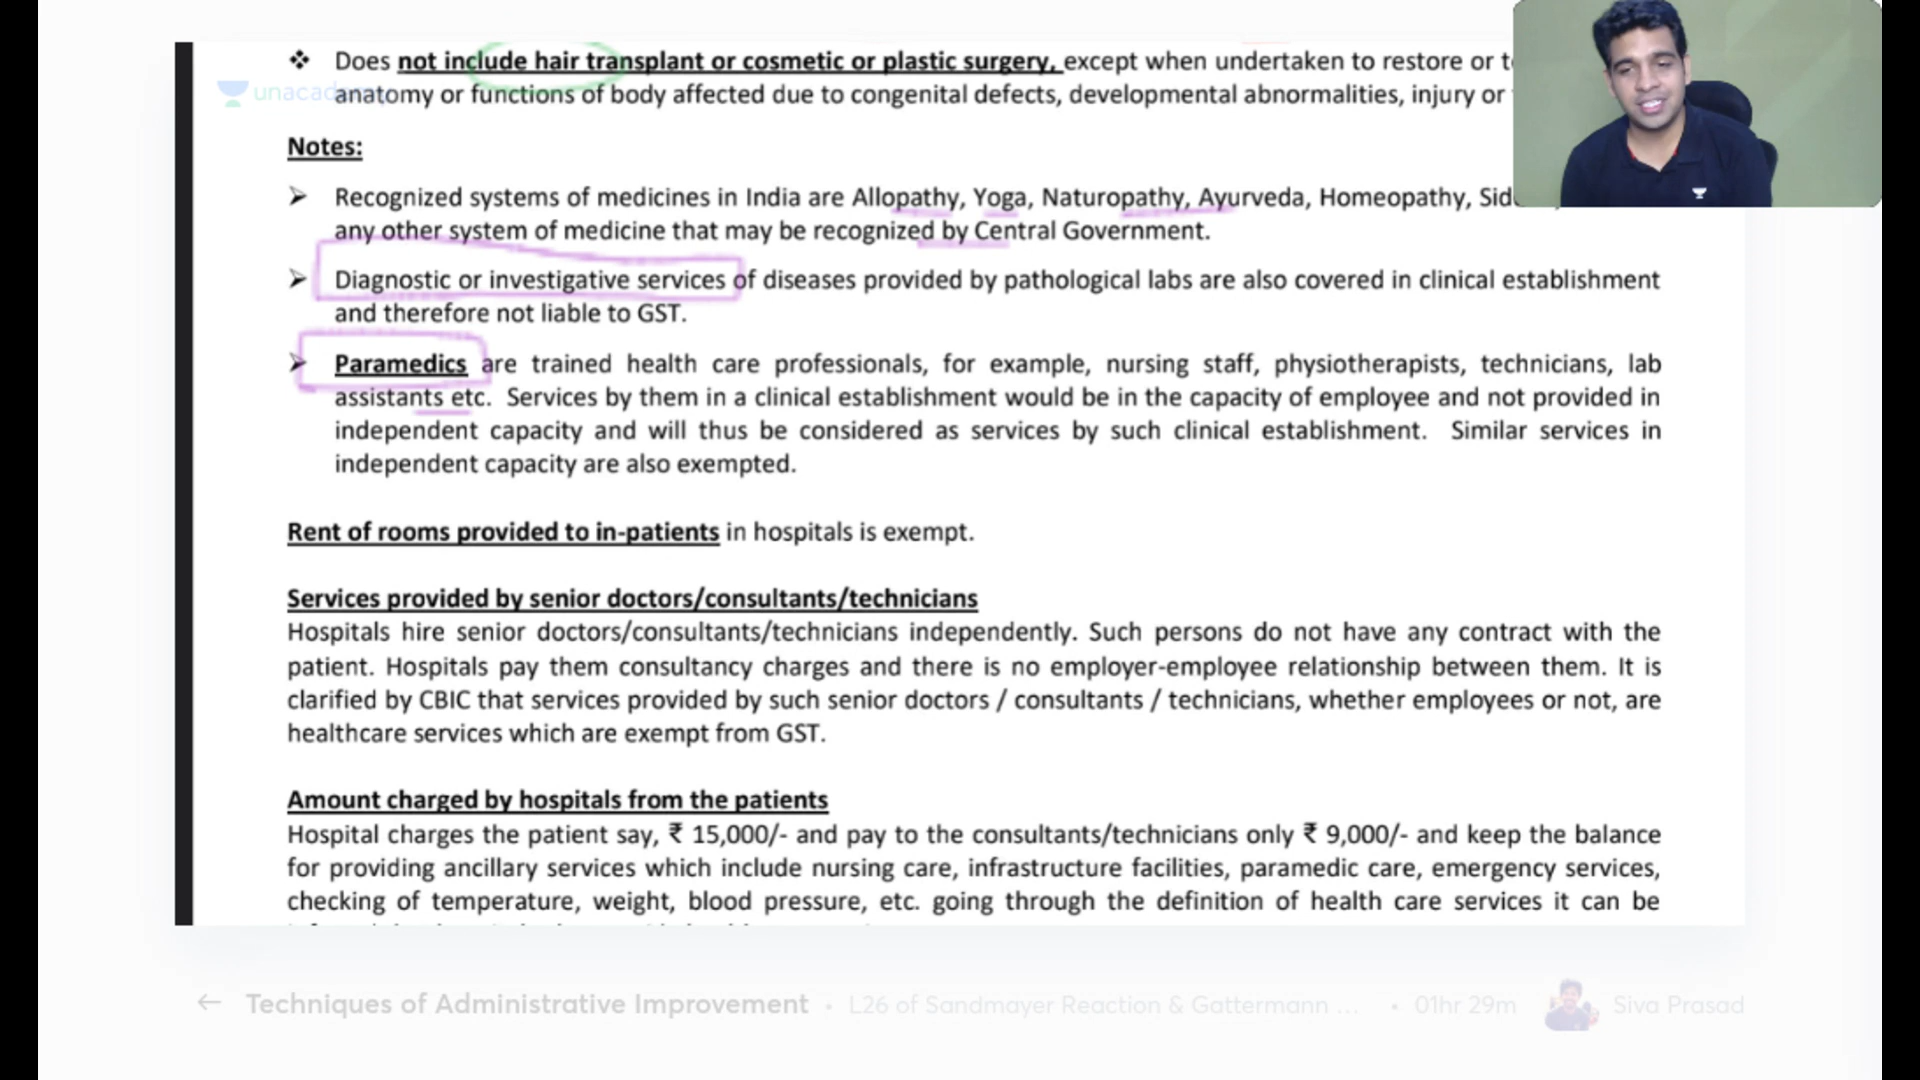 ❖ Does not include hair transplant or cosmetic or plastic surgery, except when undertaken to restore or
unacademy
anatomy or functions of body affected due to congenital defects, developmental abnormalities, injury or
Notes:
➢ Recognized systems of medicines in India are Allopathy, Yoga, Naturopathy, Ayurveda, Homeopathy,
any other system of medicine that may be recognized by Central Government.
➢ Diagnostic or investigative services of diseases provided by pathological labs are also covered in clinical establishment
and therefore not liable to GST.
➢ Paramedics are trained health care professionals, for example, nursing staff, physiotherapists, technicians, lab
assistants etc. Services by them in a clinical establishment would be in the capacity of employee and not provided in
independent capacity and will thus be considered as services by such clinical establishment. Similar services in
independent capacity are also exempted.
Rent of rooms provided to in-patients in hospitals is exempt.
Services provided by senior doctors/consultants/technicians
Hospitals hire senior doctors/consultants/technicians independently. Such persons do not have any contract with the
patient. Hospitals pay them consultancy charges and there is no employer-employee relationship between them. It is
clarified by CBIC that services provided by such senior doctors / consultants / technicians, whether employees or not, are
healthcare services which are exempt from GST.
Amount charged by hospitals from the patients
Hospital charges the patient say, ₹ 15,000/- and pay to the consultants/technicians only ₹ 9,000/- and keep the balance
for providing ancillary services which include nursing care, infrastructure facilities, paramedic care, emergency services,
checking of temperature, weight, blood pressure, etc. going through the definition of health care services it can be
← Techniques of Administrative Improvement • L26 of Sandmayer Reaction & Gattermann ... • 01hr 29m Siva Prasad